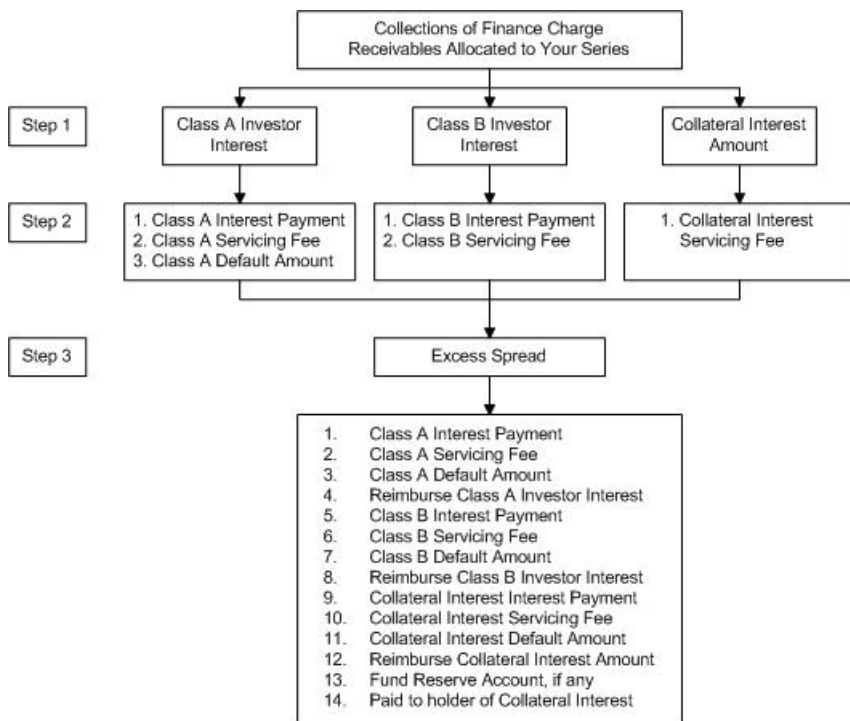 Collections of Finance Charge
Receivables Allocated to Your Series
Step 1
Class A Investor
Interest
Class B Investor
Interest
Collateral Interest
Amount
Step 2
1. Class A Interest Payment
2. Class A Servicing Fee
3. Class A Default Amount
1. Class B Interest Payment
2. Class B Servicing Fee
1. Collateral Interest
Servicing Fee
Step 3
Excess Spread
1. Class A Interest Payment
2. Class A Servicing Fee
3. Class A Default Amount
4. Reimburse Class A Investor Interest
5. Class B Interest Payment
6. Class B Servicing Fee
7. Class B Default Amount
8. Reimburse Class B Investor Interest
9. Collateral Interest Interest Payment
10. Collateral Interest Servicing Fee
11. Collateral Interest Default Amount
12. Reimburse Collateral Interest Amount
13. Fund Reserve Account, if any
14. Paid to holder of Collateral Interest